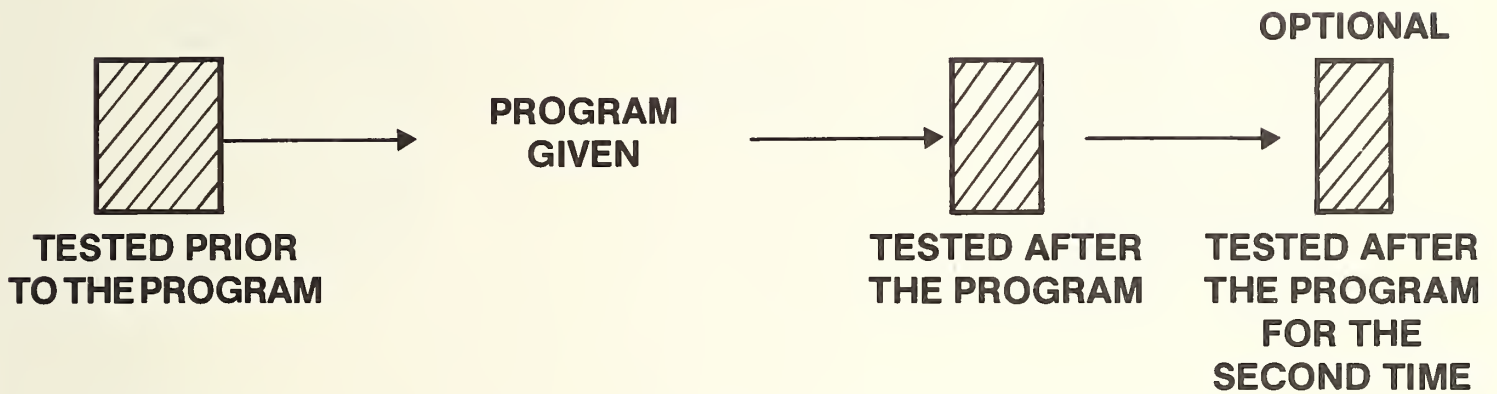 OPTIONAL
PROGRAM
GIVEN
TESTED PRIOR
TO THE PROGRAM
TESTED AFTER
THE PROGRAM
TESTED AFTER
THE PROGRAM
FOR THE
SECOND TIME